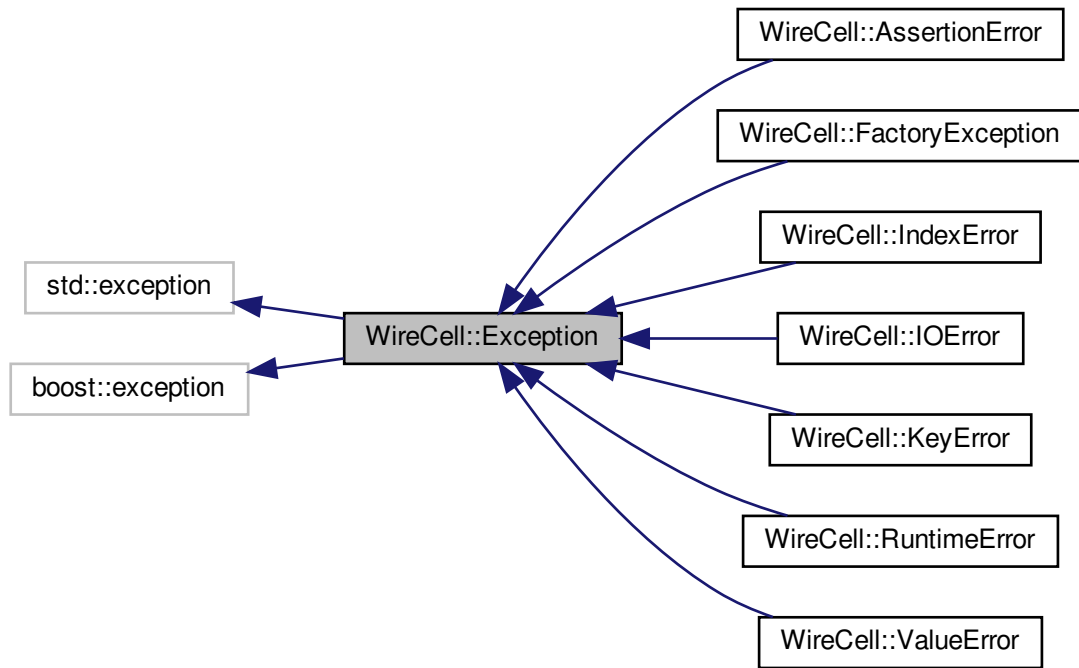 std::exception
boost::exception
WireCell::Exception
WireCell::AssertionError
WireCell::FactoryException
WireCell::IndexError
WireCell::IOError
WireCell::KeyError
WireCell::RuntimeError
WireCell::ValueError